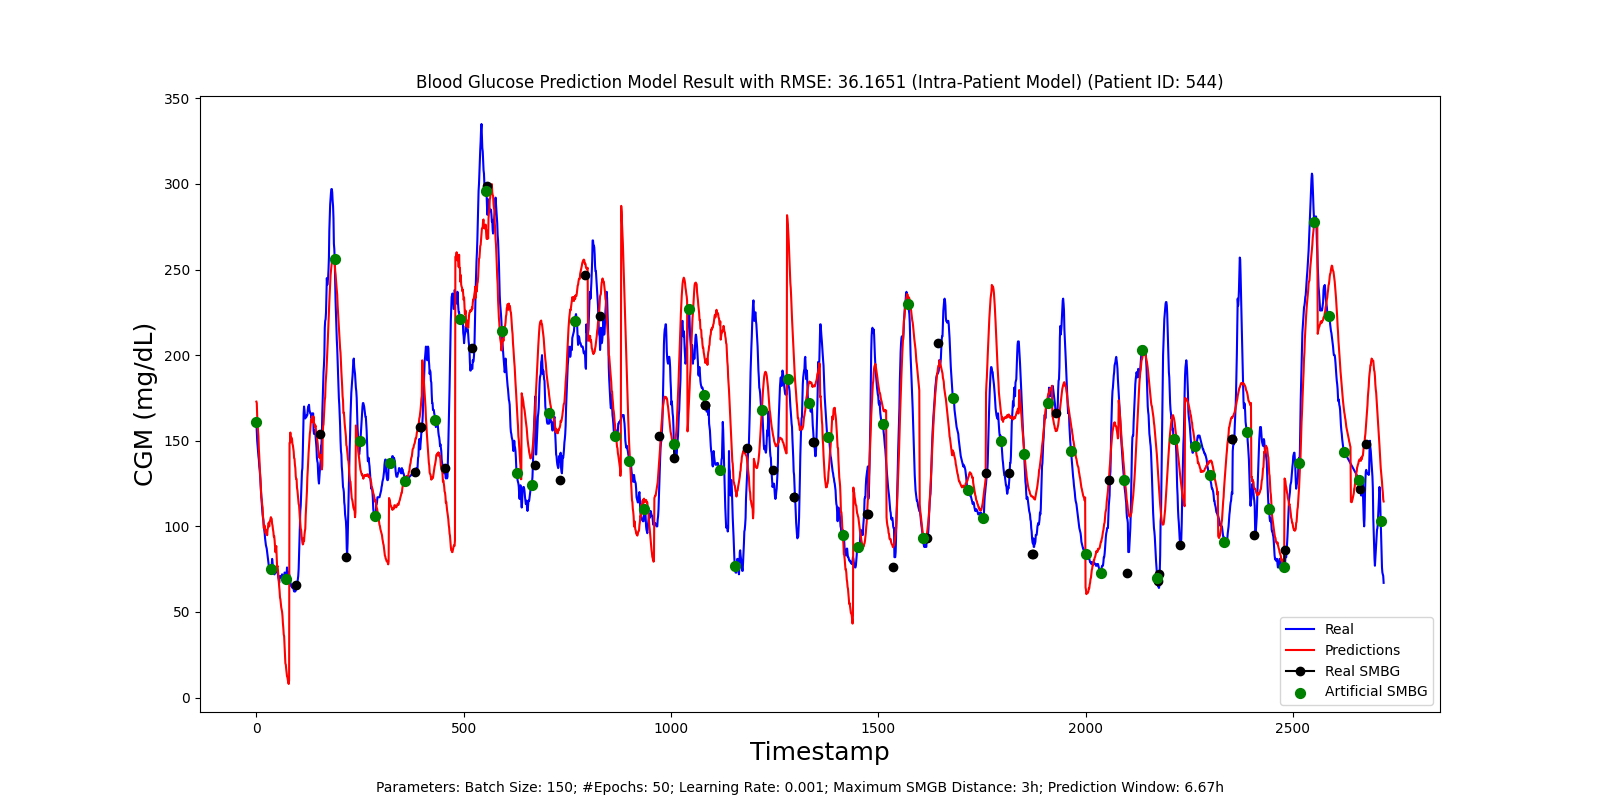 Blood Glucose Prediction Model Result with RMSE: 36.1651 (Intra-Patient Model) (Patient ID: 544)
350
300
250
200
150
100
50
0
CGM (mg/dL)
0 500 1000 1500 2000 2500
Timestamp
Real
Predictions
Real SMBG
Artificial SMBG
Parameters: Batch Size: 150; #Epochs: 50; Learning Rate: 0.001; Maximum SMGB Distance: 3h; Prediction Window: 6.67h